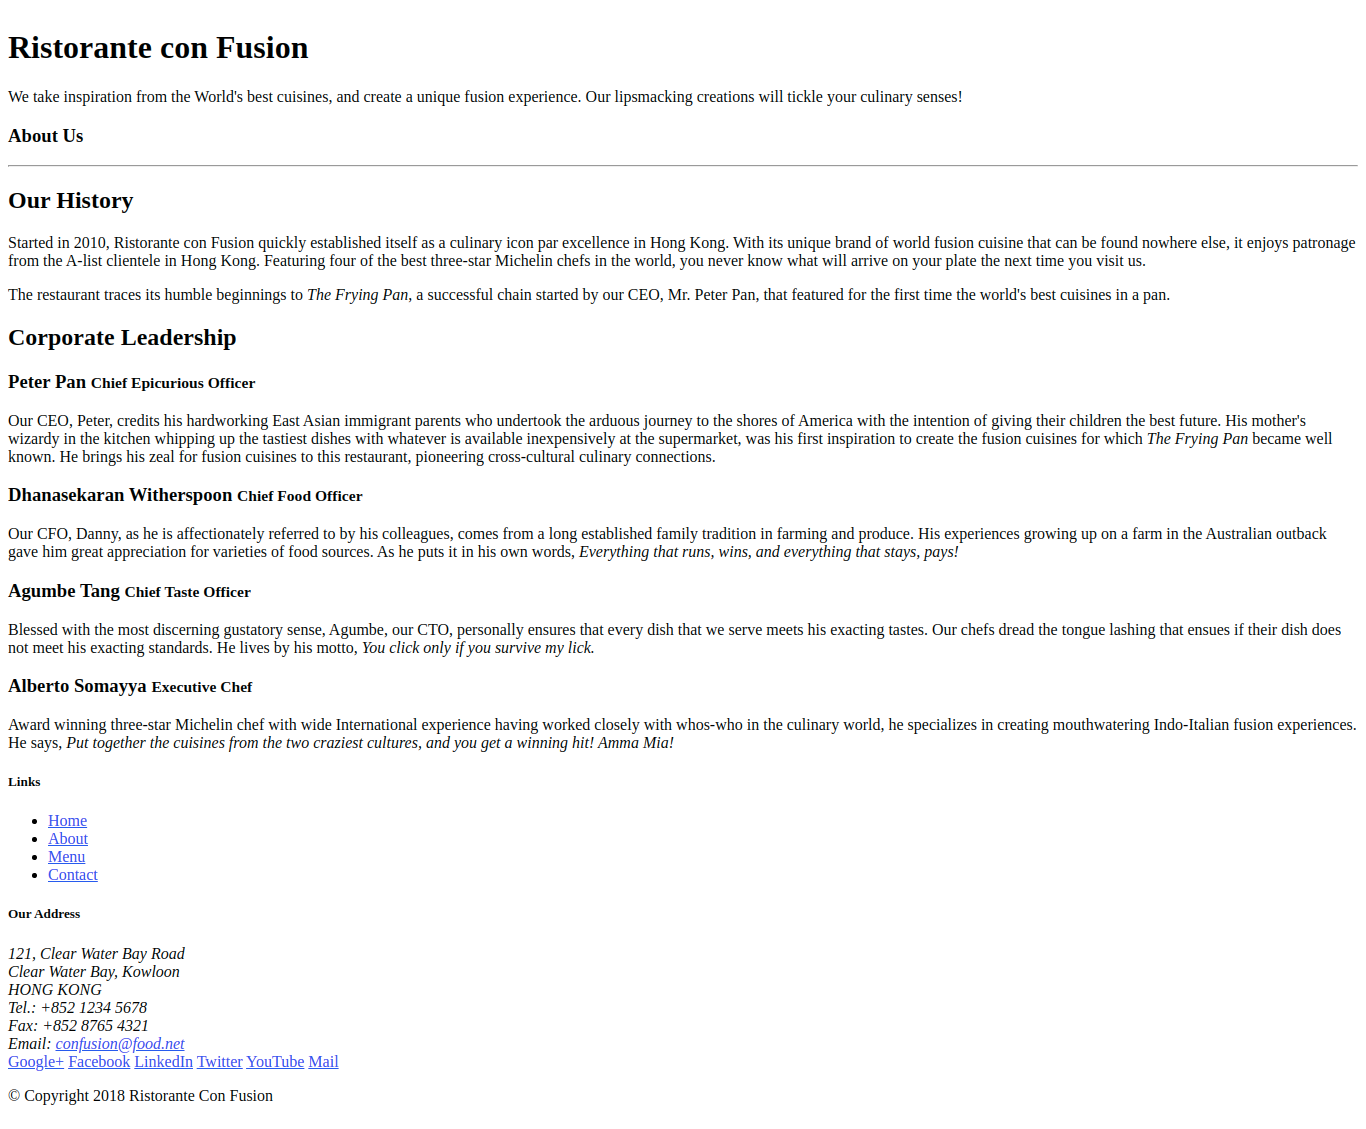 Ristorante con Fusion
We take inspiration from the World's best cuisines, and create a unique fusion experience. Our lipsmacking creations will tickle your culinary senses!
About Us
Our History
Started in 2010, Ristorante con Fusion quickly established itself as a culinary icon par excellence in Hong Kong. With its unique brand of world fusion cuisine that can be found nowhere else, it enjoys patronage
from the A-list clientele in Hong Kong. Featuring four of the best three-star Michelin chefs in the world, you never know what will arrive on your plate the next time you visit us.
The restaurant traces its humble beginnings to The Frying Pan, a successful chain started by our CEO, Mr. Peter Pan, that featured for the first time the world's best cuisines in a pan.
Corporate Leadership
Peter Pan Chief Epicurious Officer
Our CEO, Peter, credits his hardworking East Asian immigrant parents who undertook the arduous journey to the shores of America with the intention of giving their children the best future. His mother's
wizardy in the kitchen whipping up the tastiest dishes with whatever is available inexpensively at the supermarket, was his first inspiration to create the fusion cuisines for which The Frying Pan became well
known. He brings his zeal for fusion cuisines to this restaurant, pioneering cross-cultural culinary connections.
Dhanasekaran Witherspoon Chief Food Officer
Our CFO, Danny, as he is affectionately referred to by his colleagues, comes from a long established family tradition in farming and produce. His experiences growing up on a farm in the Australian outback
gave him great appreciation for varieties of food sources. As he puts it in his own words, Everything that runs, wins, and everything that stays, pays!
Agumbe Tang Chief Taste Officer
Blessed with the most discerning gustatory sense, Agumbe, our CTO, personally ensures that every dish that we serve meets his exacting tastes. Our chefs dread the tongue lashing that ensues if their dish does
not meet his exacting standards. He lives by his motto, You click only if you survive my lick.
Alberto Somayya Executive Chef
Award winning three-star Michelin chef with wide International experience having worked closely with whos-who in the culinary world, he specializes in creating mouthwatering Indo-Italian fusion experiences.
He says, Put together the cuisines from the two craziest cultures, and you get a winning hit! Amma Mia!
Links
Home
About
Menu
Contact
Our Address
121, Clear Water Bay Road
Clear Water Bay, Kowloon
HONG KONG
Tel.: +852 1234 5678
Fax: +852 8765 4321
Email: confusion@food.net
Google+ Facebook LinkedIn Twitter YouTube Mail
© Copyright 2018 Ristorante Con Fusion